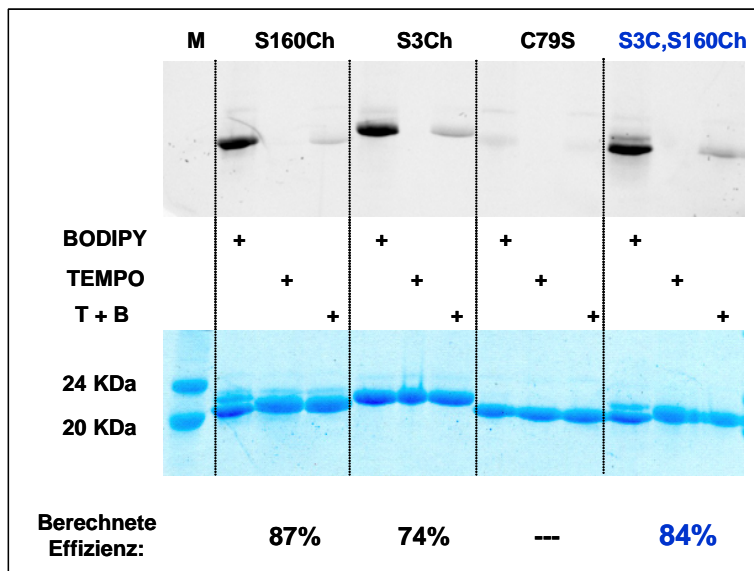 M S160Ch S3Ch C79S S3C,S160Ch
BODIPY + + + +
TEMPO + + + +
T + B + + + +
24 KDa
20 KDa
Berechnete
Effizienz: 87% 74% --- 84%